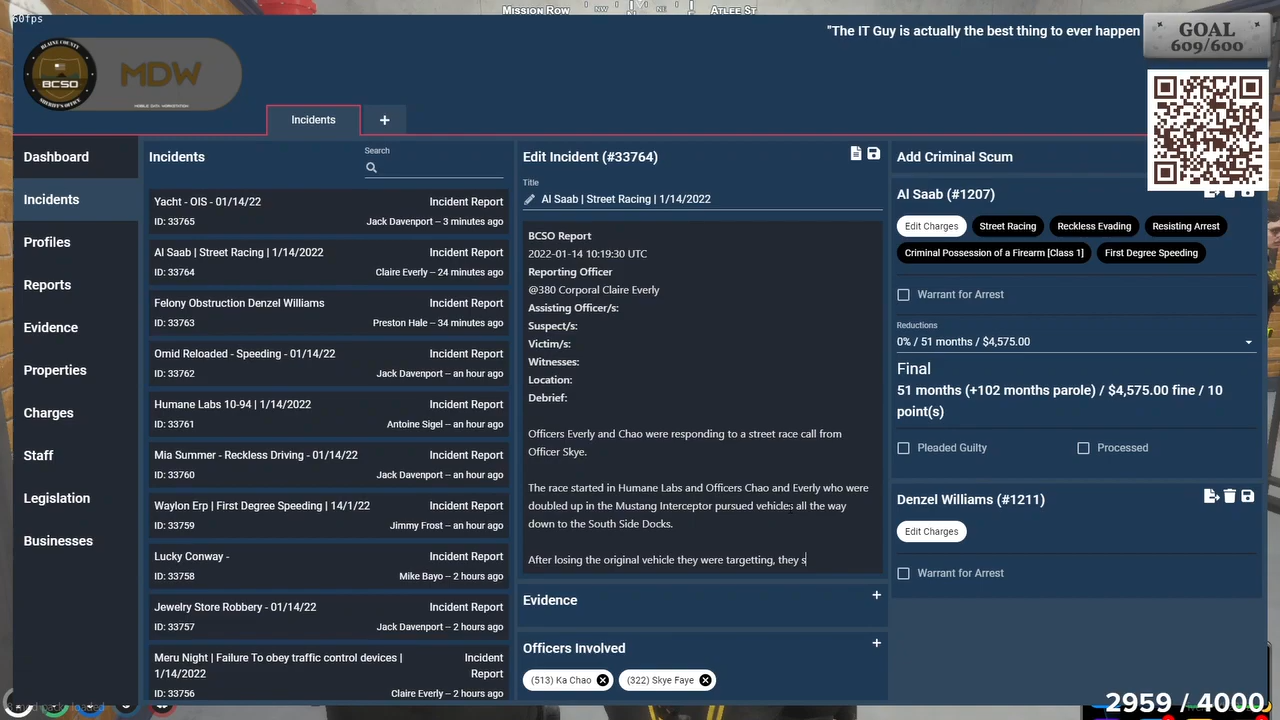 60fps
Mission Row
NW
NE
Atlee St
"The IT Guy is actually the best thing to ever happen
GOAL
609/600
BLAINE COUNTY
BCSO
SHERIFF'S OFFICE
MDW
MOBILE DATA WORKSTATION
Incidents
+
Dashboard
Incidents
Profiles
Reports
Evidence
Properties
Charges
Staff
Legislation
Businesses
Incidents
Search
Yacht - OIS - 01/14/22 Incident Report
ID: 33765 Jack Davenport – 3 minutes ago
Al Saab | Street Racing | 1/14/2022 Incident Report
ID: 33764 Claire Everly – 24 minutes ago
Felony Obstruction Denzel Williams Incident Report
ID: 33763 Preston Hale – 34 minutes ago
Omid Reloaded - Speeding - 01/14/22 Incident Report
ID: 33762 Jack Davenport – an hour ago
Humane Labs 10-94 | 1/14/2022 Incident Report
ID: 33761 Antoine Sigel – an hour ago
Mia Summer - Reckless Driving - 01/14/22 Incident Report
ID: 33760 Jack Davenport – an hour ago
Waylon Erp | First Degree Speeding | 14/1/22 Incident Report
ID: 33759 Jimmy Frost – an hour ago
Lucky Conway - Incident Report
ID: 33758 Mike Bayo – 2 hours ago
Jewelry Store Robbery - 01/14/22 Incident Report
ID: 33757 Jack Davenport – 2 hours ago
Meru Night | Failure To obey traffic control devices | Incident
1/14/2022 Report
ID: 33756 Claire Everly – 2 hours ago
Edit Incident (#33764)
Title
Al Saab | Street Racing | 1/14/2022
BCSO Report
2022-01-14 10:19:30 UTC
Reporting Officer
@380 Corporal Claire Everly
Assisting Officer/s:
Suspect/s:
Victim/s:
Witnesses:
Location:
Debrief:
Officers Everly and Chao were responding to a street race call from
Officer Skye.
The race started in Humane Labs and Officers Chao and Everly who were
doubled up in the Mustang Interceptor pursued vehicles all the way
down to the South Side Docks.
After losing the original vehicle they were targetting, they s
Evidence +
Officers Involved +
(513) Ka Chao
(322) Skye Faye
Add Criminal Scum
Al Saab (#1207)
Edit Charges Street Racing Reckless Evading Resisting Arrest
Criminal Possession of a Firearm [Class 1] First Degree Speeding
Warrant for Arrest
Reductions
0% / 51 months / $4,575.00
Final
51 months (+102 months parole) / $4,575.00 fine / 10
point(s)
Pleaded Guilty Processed
Denzel Williams (#1211)
Edit Charges
Warrant for Arrest
2959 / 4000